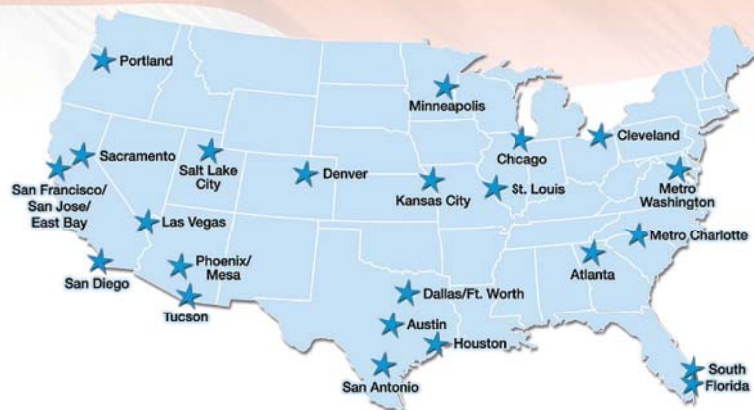 Portland
Minneapolis
Chcago
Cleveland
Sacramento
Salt Lake
City
Denver
Kansas City
St. Louis
Metro
Washington
San Francisco/
San Jose/
East Bay
Las Vegas
Metro Charlotte
San Diego
Phoenix/
Mesa
Atlanta
Tucson
Dallas/Ft. Worth
Austin
Houston
San Antonio
South
Florida